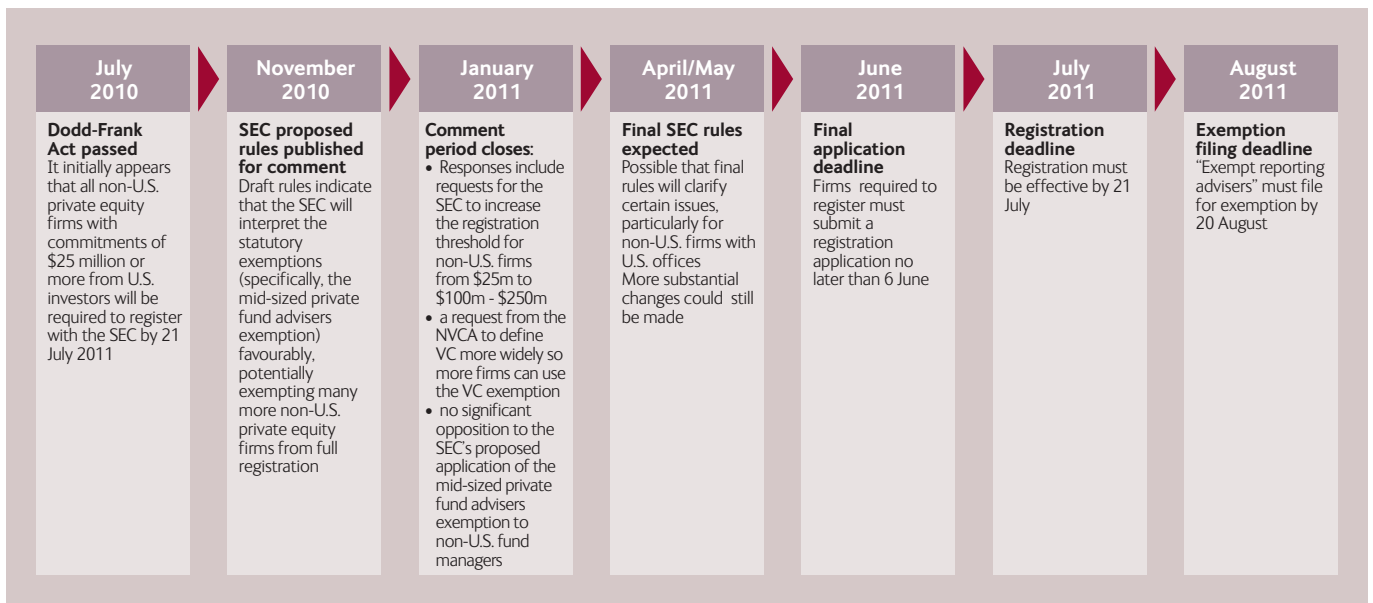 July
2010
Dodd-Frank
Act passed
It initially appears
that all non-U.S.
private equity
firms with
commitments of
$25 million or
more from U.S.
investors will be
required to register
with the SEC by 21
July 2011
November
2010
SEC proposed
rules published
for comment
Draft rules indicate
that the SEC will
interpret the
statutory
exemptions
(specifically, the
mid-sized private
fund advisers
exemption)
favourably,
potentially
exempting many
more non-U.S.
private equity
firms from full
registration
January
2011
Comment
period closes:
• Responses include
requests for the
SEC to increase
the registration
threshold for
non-U.S. firms
from $25m to
$100m - $250m
• a request from the
NVCA to define
VC more widely so
more firms can use
the VC exemption
• no significant
opposition to the
SEC's proposed
application of the
mid-sized private
fund advisers
exemption to
non-U.S. fund
managers
April/May
2011
Final SEC rules
expected
Possible that final
rules will clarify
certain issues,
particularly for
non-U.S. firms with
U.S. offices
More substantial
changes could still
be made
June
2011
Final
application
deadline
Firms required to
register must
submit a
registration
application no
later than 6 June
July
2011
Registration
deadline
Registration must
be effective by 21
July
August
2011
Exemption
filing deadline
"Exempt reporting
advisers" must file
for exemption by
20 August